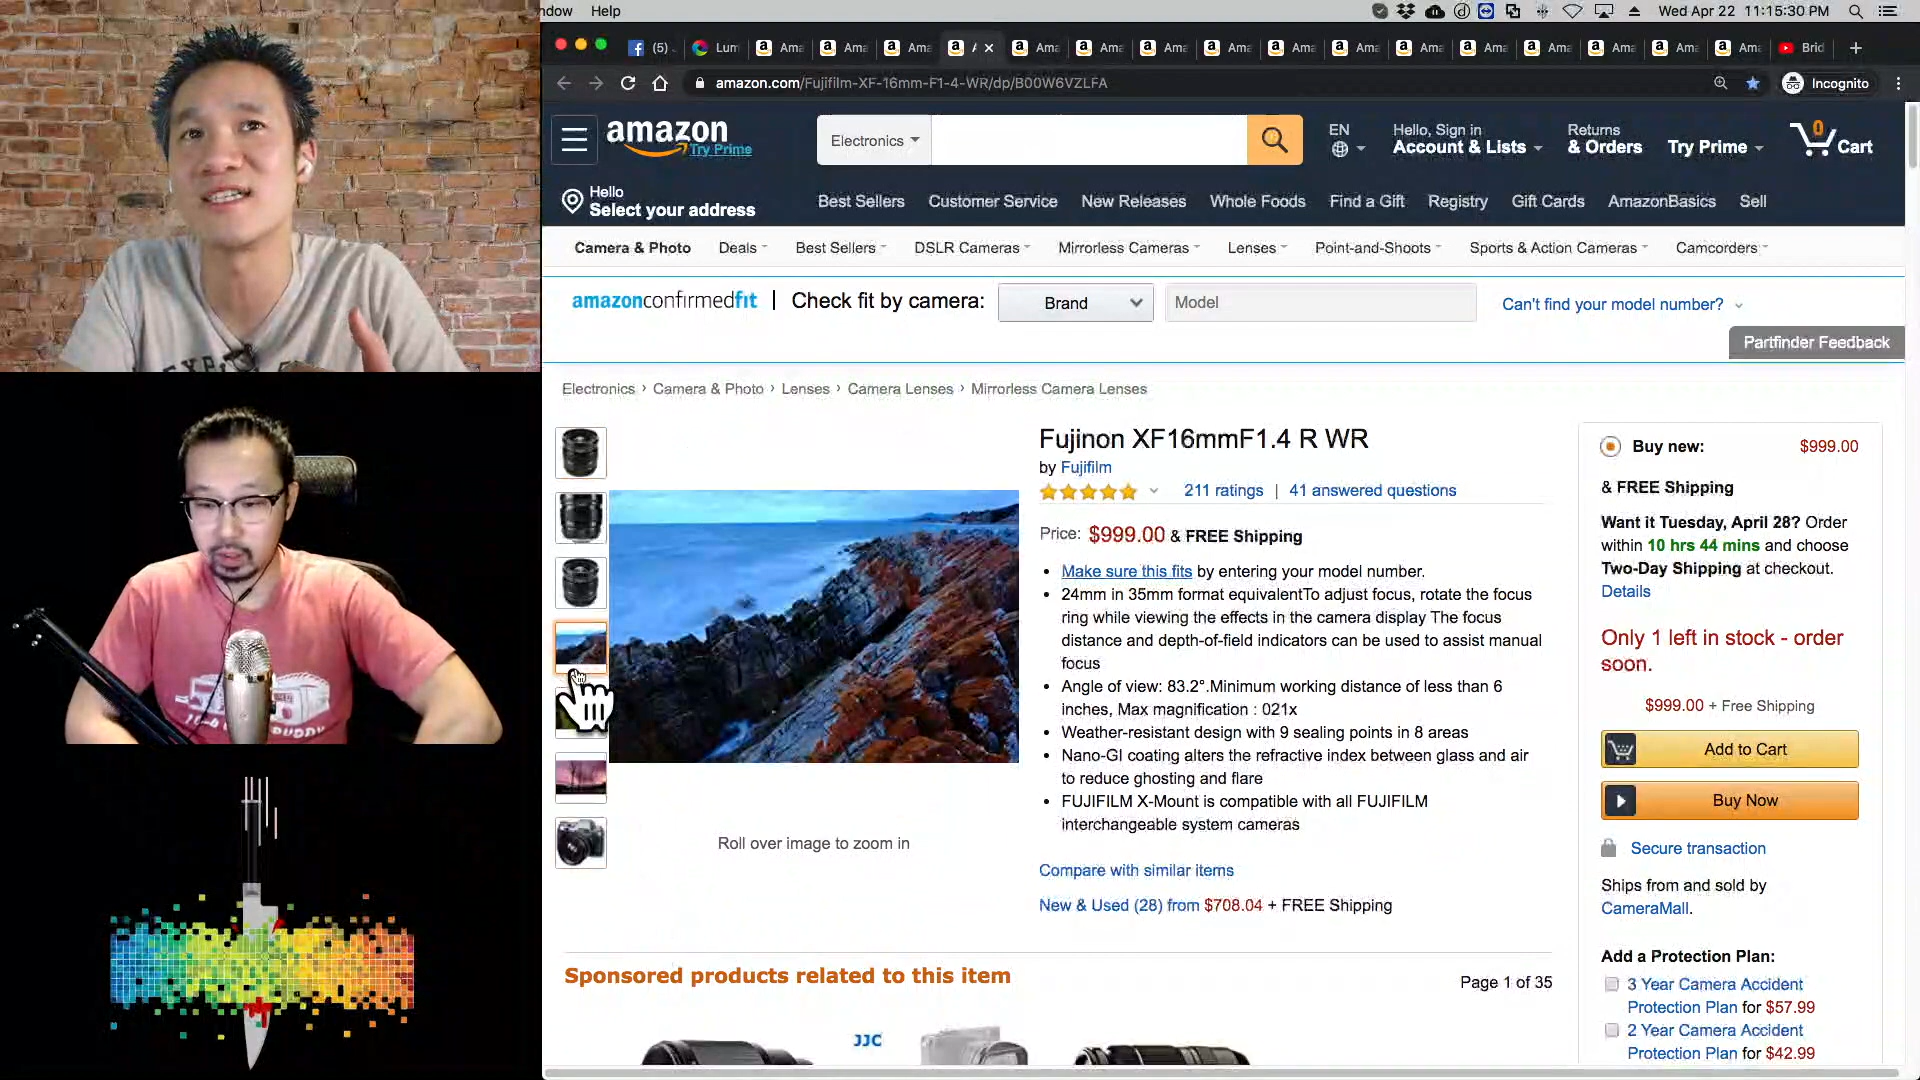 ndow Help
Wed Apr 22 11:15:30 PM
(5)
Lum
Ama
Ama
Ama
A
Ama
Ama
Ama
Ama
Ama
Ama
Ama
Ama
Ama
Ama
Ama
Ama
Brid
amazon.com/Fujifilm-XF-16mm-F1-4-WR/dp/B00W6VZLFA
Incognito
amazon
Try Prime
Electronics
EN
Hello, Sign in
Account & Lists
Returns
& Orders
Try Prime
0
Cart
Hello
Select your address
Best Sellers Customer Service New Releases Whole Foods Find a Gift Registry Gift Cards AmazonBasics Sell
Camera & Photo Deals Best Sellers DSLR Cameras Mirrorless Cameras Lenses Point-and-Shoots Sports & Action Cameras Camcorders
amazonconfirmedfit | Check fit by camera: Brand Model Can't find your model number?
Partfinder Feedback
Electronics › Camera & Photo › Lenses › Camera Lenses › Mirrorless Camera Lenses
Fujinon XF16mmF1.4 R WR
by Fujifilm
211 ratings | 41 answered questions
Price: $999.00 & FREE Shipping
• Make sure this fits by entering your model number.
• 24mm in 35mm format equivalentTo adjust focus, rotate the focus
ring while viewing the effects in the camera display The focus
distance and depth-of-field indicators can be used to assist manual
focus
• Angle of view: 83.2°.Minimum working distance of less than 6
inches, Max magnification : 021x
• Weather-resistant design with 9 sealing points in 8 areas
• Nano-GI coating alters the refractive index between glass and air
to reduce ghosting and flare
• FUJIFILM X-Mount is compatible with all FUJIFILM
interchangeable system cameras
Compare with similar items
New & Used (28) from $708.04 + FREE Shipping
Roll over image to zoom in
Buy new: $999.00
& FREE Shipping
Want it Tuesday, April 28? Order
within 10 hrs 44 mins and choose
Two-Day Shipping at checkout.
Details
Only 1 left in stock - order
soon.
$999.00 + Free Shipping
Add to Cart
Buy Now
Secure transaction
Ships from and sold by
CameraMall.
Add a Protection Plan:
3 Year Camera Accident
Protection Plan for $57.99
2 Year Camera Accident
Protection Plan for $42.99
Sponsored products related to this item
Page 1 of 35
JJC